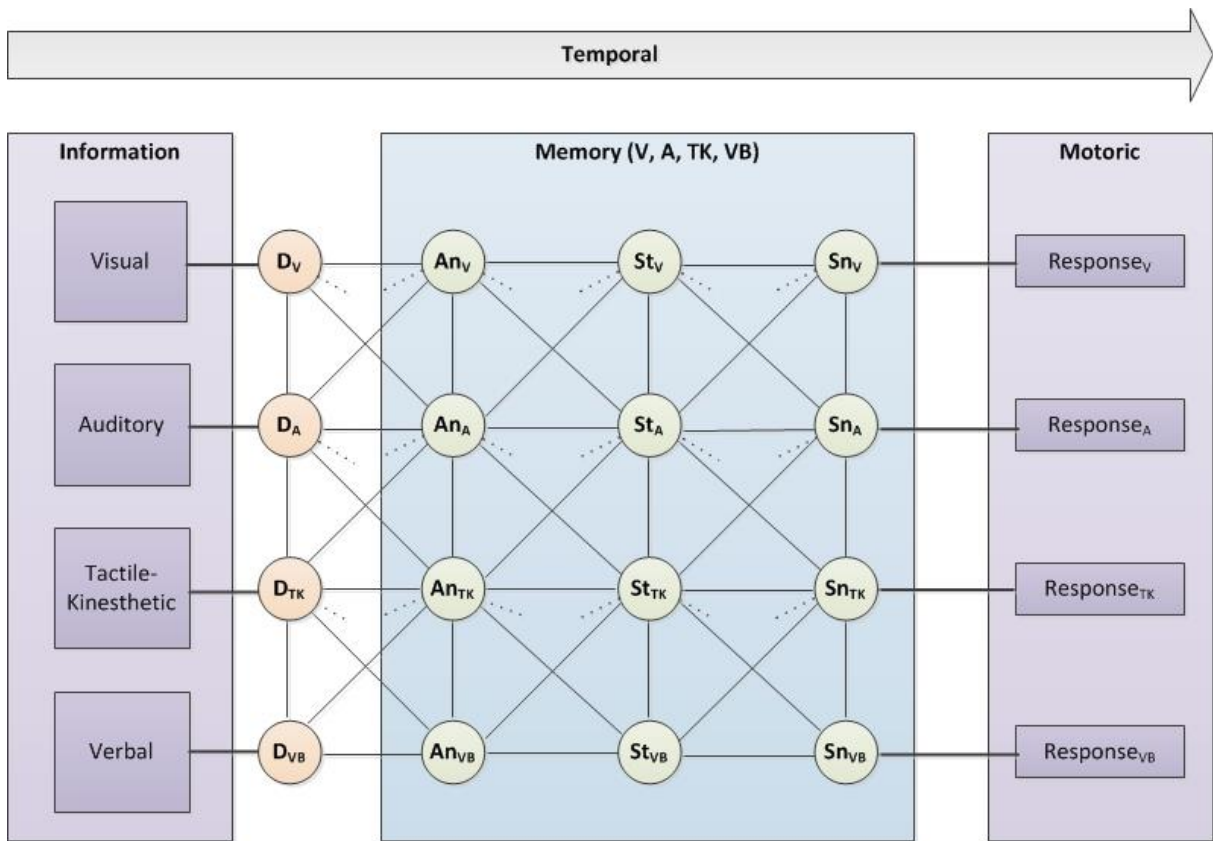 Temporal
Information Memory (V, A, TK, VB) Motoric
Visual D_V An_V St_V Sn_V Response_V
Auditory D_A An_A St_A Sn_A Response_A
Tactile-
Kinesthetic D_TK An_TK St_TK Sn_TK Response_TK
Verbal D_VB An_VB St_VB Sn_VB Response_VB